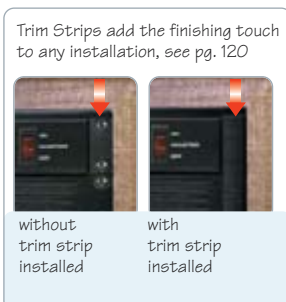 Trim Strips add the finishing touch
to any installation, see pg. 120
without
trim strip
installed
with
trim strip
installed